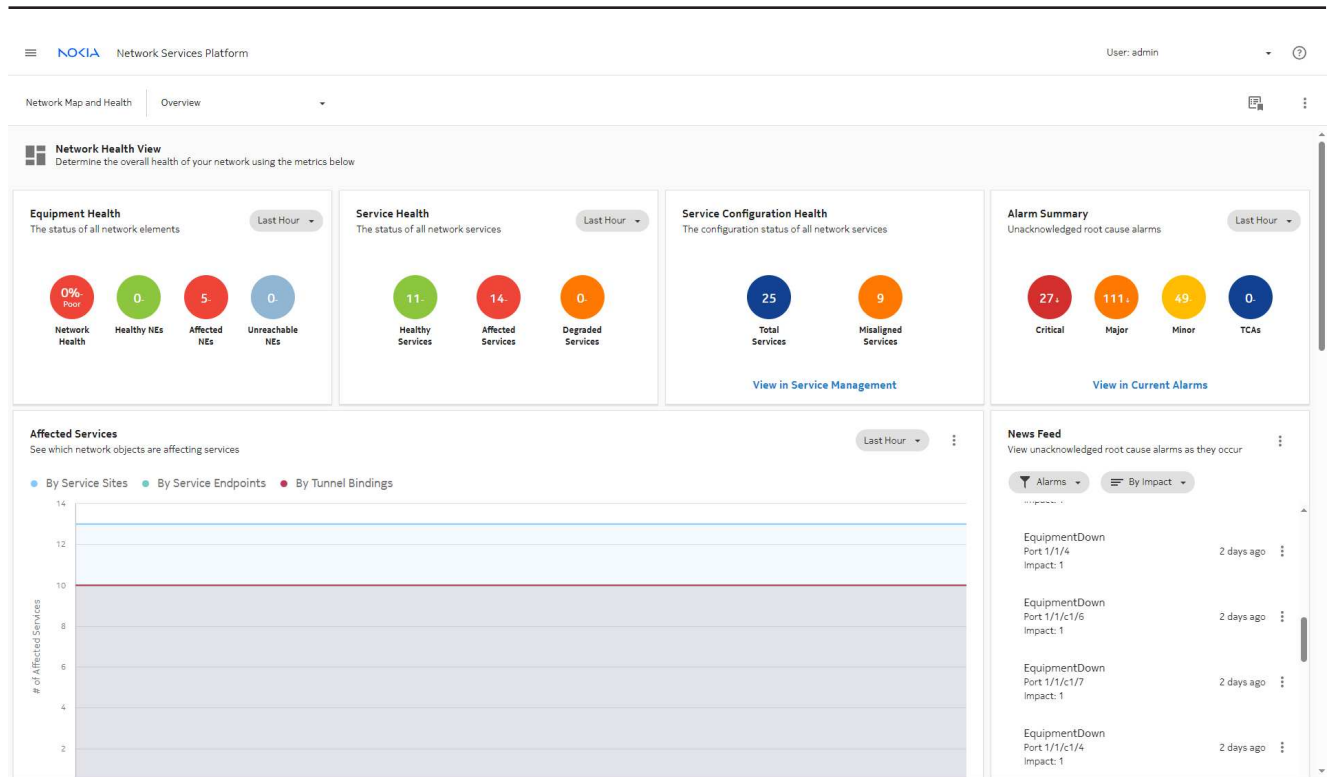 NOKIA Network Services Platform
User: admin
Network Map and Health
Overview
Network Health View
Determine the overall health of your network using the metrics below
Equipment Health
The status of all network elements
Last Hour
0%-
Poor
Network
Health
0-
Healthy NEs
5-
Affected
NEs
0-
Unreachable
NEs
Service Health
The status of all network services
Last Hour
11-
Healthy
Services
14-
Affected
Services
0-
Degraded
Services
Service Configuration Health
The configuration status of all network services
25
Total
Services
9
Misaligned
Services
View in Service Management
Alarm Summary
Unacknowledged root cause alarms
Last Hour
27↓
Critical
111↓
Major
49-
Minor
0-
TCAs
View in Current Alarms
Affected Services
See which network objects are affecting services
Last Hour
By Service Sites
By Service Endpoints
By Tunnel Bindings
# of Affected Services
14
12
10
8
6
4
2
News Feed
View unacknowledged root cause alarms as they occur
Alarms
By Impact
EquipmentDown
Port 1/1/4
Impact: 1
2 days ago
EquipmentDown
Port 1/1/c1/6
Impact: 1
2 days ago
EquipmentDown
Port 1/1/c1/7
Impact: 1
2 days ago
EquipmentDown
Port 1/1/c1/4
Impact: 1
2 days ago